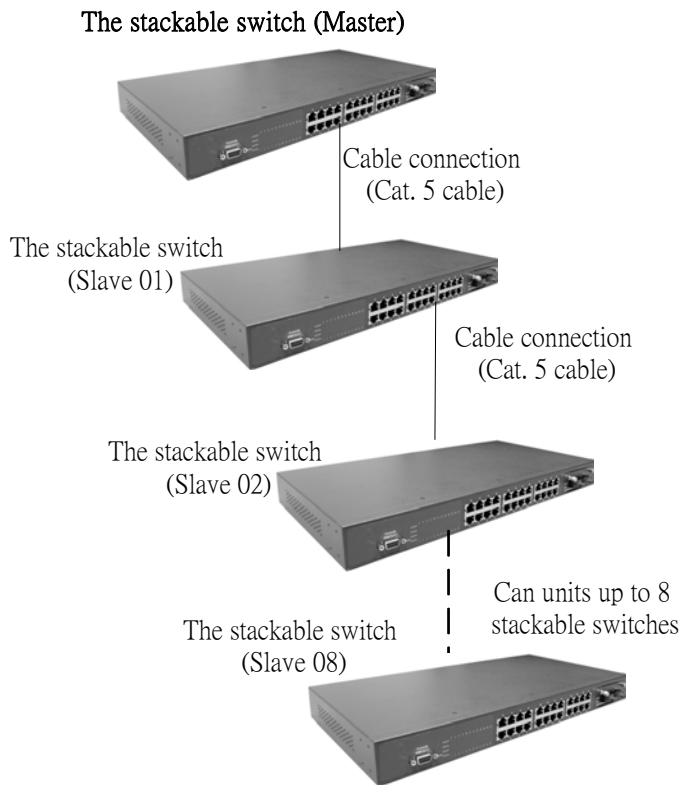 The stackable switch (Master)
Cable connection
(Cat. 5 cable)
The stackable switch
(Slave 01)
Cable connection
(Cat. 5 cable)
The stackable switch
(Slave 02)
Can units up to 8
stackable switches
The stackable switch
(Slave 08)